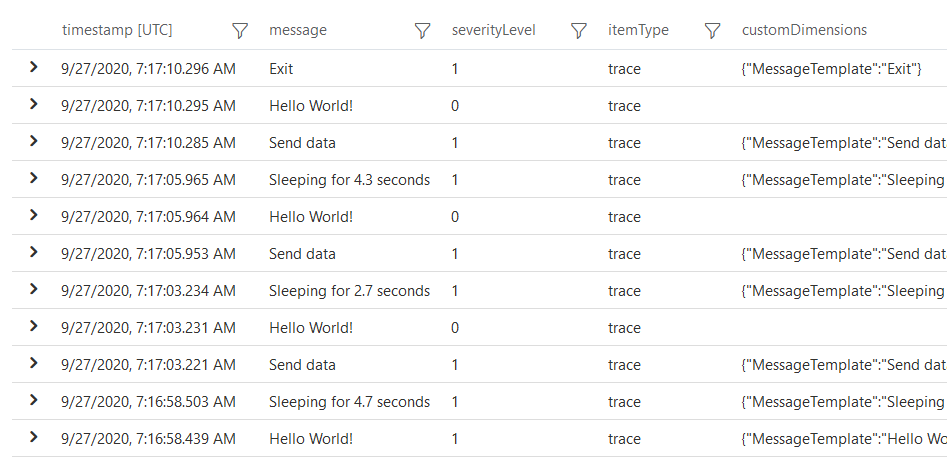 timestamp [UTC] message severityLevel itemType customDimensions
9/27/2020, 7:17:10.296 AM Exit 1 trace {"MessageTemplate":"Exit"}
9/27/2020, 7:17:10.295 AM Hello World! 0 trace
9/27/2020, 7:17:10.285 AM Send data 1 trace {"MessageTemplate":"Send dat
9/27/2020, 7:17:05.965 AM Sleeping for 4.3 seconds 1 trace {"MessageTemplate":"Sleeping
9/27/2020, 7:17:05.964 AM Hello World! 0 trace
9/27/2020, 7:17:05.953 AM Send data 1 trace {"MessageTemplate":"Send dat
9/27/2020, 7:17:03.234 AM Sleeping for 2.7 seconds 1 trace {"MessageTemplate":"Sleeping
9/27/2020, 7:17:03.231 AM Hello World! 0 trace
9/27/2020, 7:17:03.221 AM Send data 1 trace {"MessageTemplate":"Send dat
9/27/2020, 7:16:58.503 AM Sleeping for 4.7 seconds 1 trace {"MessageTemplate":"Sleeping
9/27/2020, 7:16:58.439 AM Hello World! 1 trace {"MessageTemplate":"Hello Wo